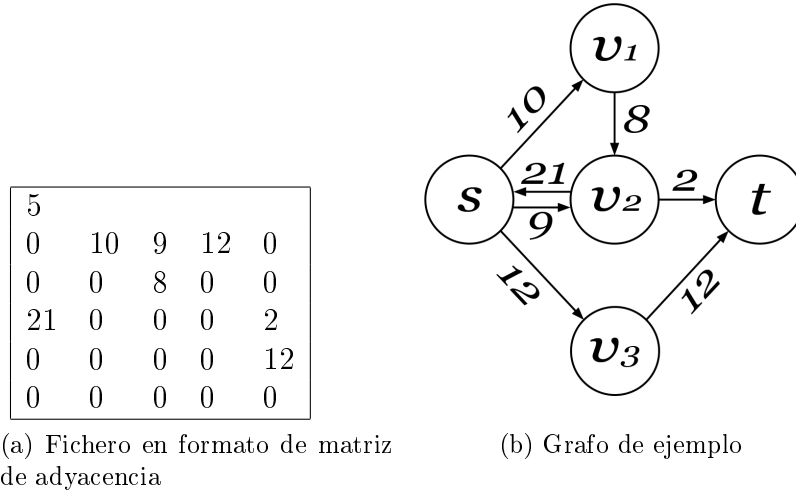 5
0 10 9 12 0
0 0 8 0 0
21 0 0 0 2
0 0 0 0 12
0 0 0 0 0
(a) Fichero en formato de matriz
de adyacencia
v1
10
8
s
21
9
v2
2
t
12
12
v3
(b) Grafo de ejemplo